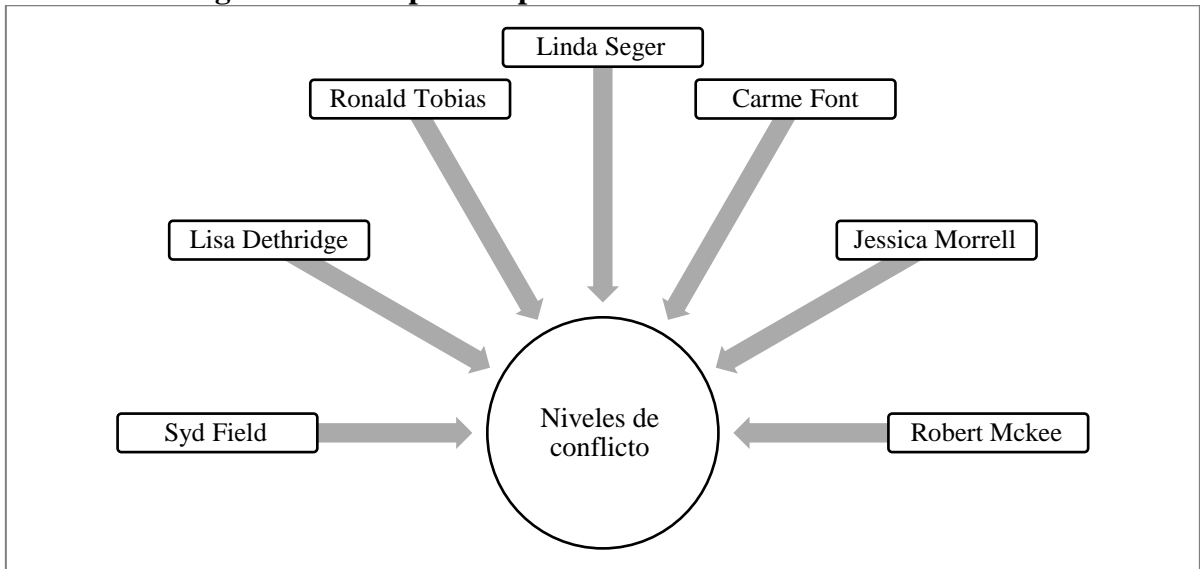 Linda Seger
Ronald Tobias
Carme Font
Lisa Dethridge
Jessica Morrell
Niveles de
conflicto
Syd Field
Robert Mckee